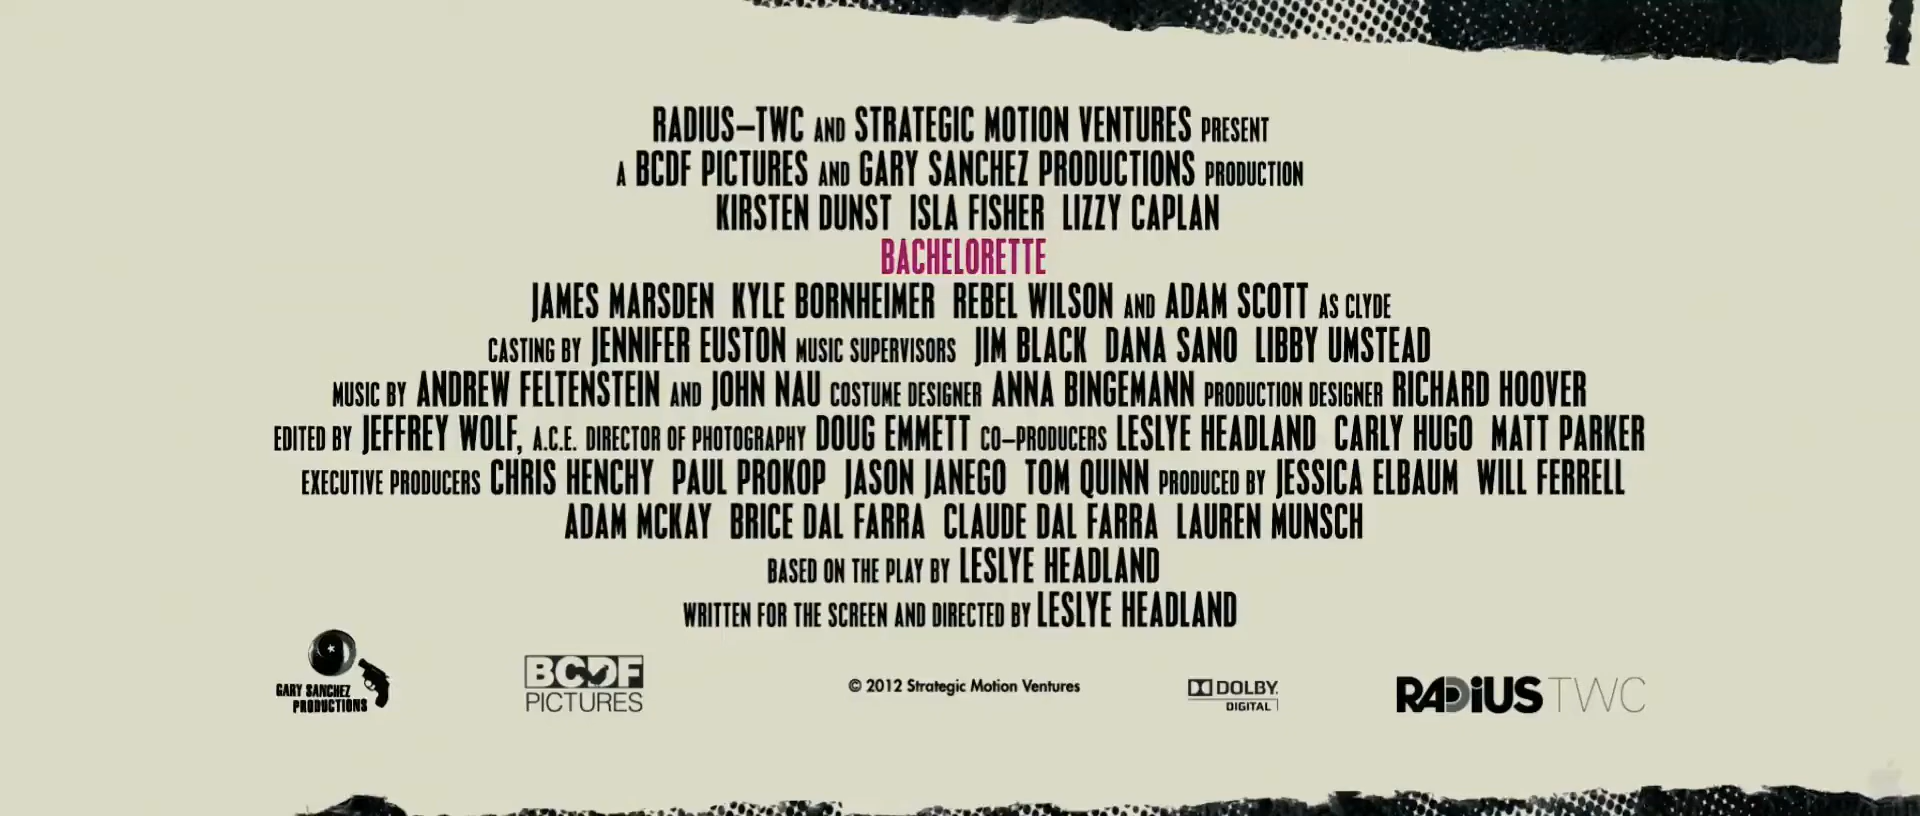 RADIUS–TWC AND STRATEGIC MOTION VENTURES PRESENT
A BCDF PICTURES AND GARY SANCHEZ PRODUCTIONS PRODUCTION
KIRSTEN DUNST ISLA FISHER LIZZY CAPLAN
BACHELORETTE
JAMES MARSDEN KYLE BORNHEIMER REBEL WILSON AND ADAM SCOTT AS CLYDE
CASTING BY JENNIFER EUSTON MUSIC SUPERVISORS JIM BLACK DANA SANO LIBBY UMSTEAD
MUSIC BY ANDREW FELTENSTEIN AND JOHN NAU COSTUME DESIGNER ANNA BINGEMANN PRODUCTION DESIGNER RICHARD HOOVER
EDITED BY JEFFREY WOLF, A.C.E. DIRECTOR OF PHOTOGRAPHY DOUG EMMETT CO–PRODUCERS LESLYE HEADLAND CARLY HUGO MATT PARKER
EXECUTIVE PRODUCERS CHRIS HENCHY PAUL PROKOP JASON JANEGO TOM QUINN PRODUCED BY JESSICA ELBAUM WILL FERRELL
ADAM MCKAY BRICE DAL FARRA CLAUDE DAL FARRA LAUREN MUNSCH
BASED ON THE PLAY BY LESLYE HEADLAND
WRITTEN FOR THE SCREEN AND DIRECTED BY LESLYE HEADLAND
GARY SANCHEZ
PRODUCTIONS
BCDF
PICTURES
© 2012 Strategic Motion Ventures
DOLBY
DIGITAL
RADiUS TWC